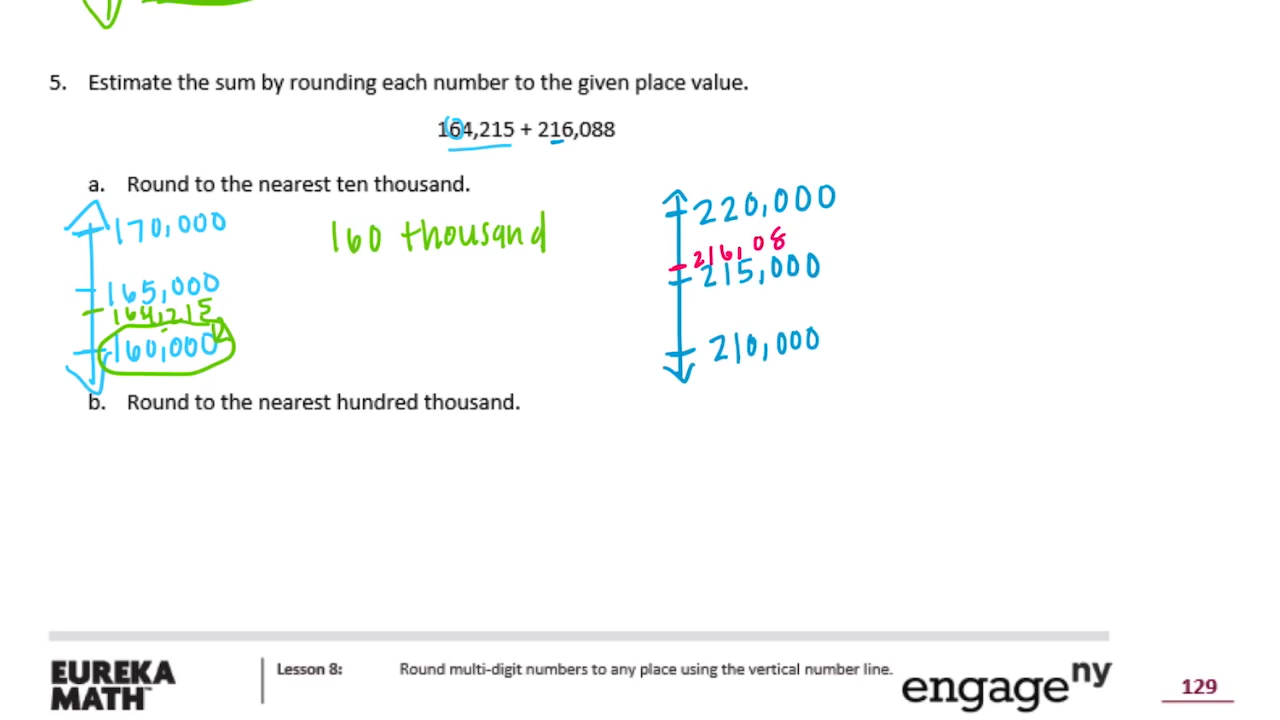 5. Estimate the sum by rounding each number to the given place value.
164,215 + 216,088
a. Round to the nearest ten thousand.
170,000
165,000
164,215
160,000
160 thousand
220,000
216,08
215,000
210,000
b. Round to the nearest hundred thousand.
EUREKA
MATH™
Lesson 8: Round multi-digit numbers to any place using the vertical number line.
engageny
129